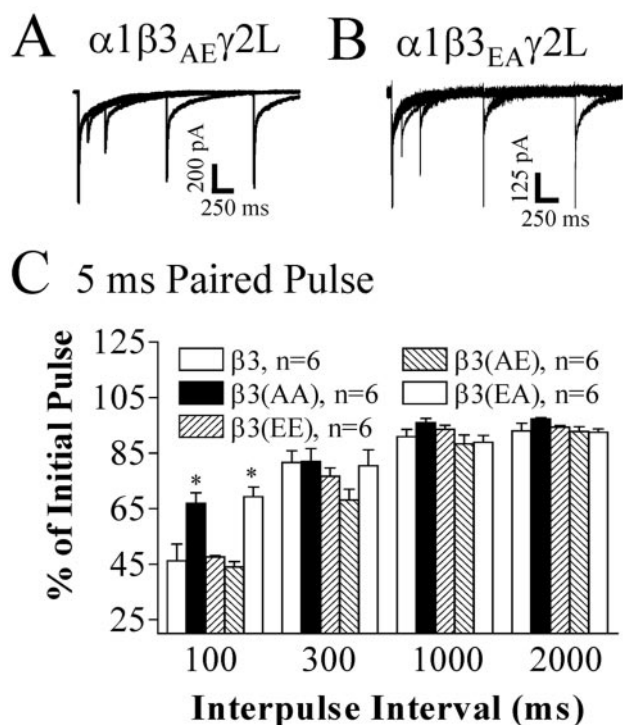 A α1β3AEγ2L
B α1β3EAγ2L
200 pA
250 ms
125 pA
250 ms
C 5 ms Paired Pulse
% of Initial Pulse
125
105
85
65
45
25
β3, n=6
β3(AA), n=6
β3(EE), n=6
β3(AE), n=6
β3(EA), n=6
* *
100 300 1000 2000
Interpulse Interval (ms)